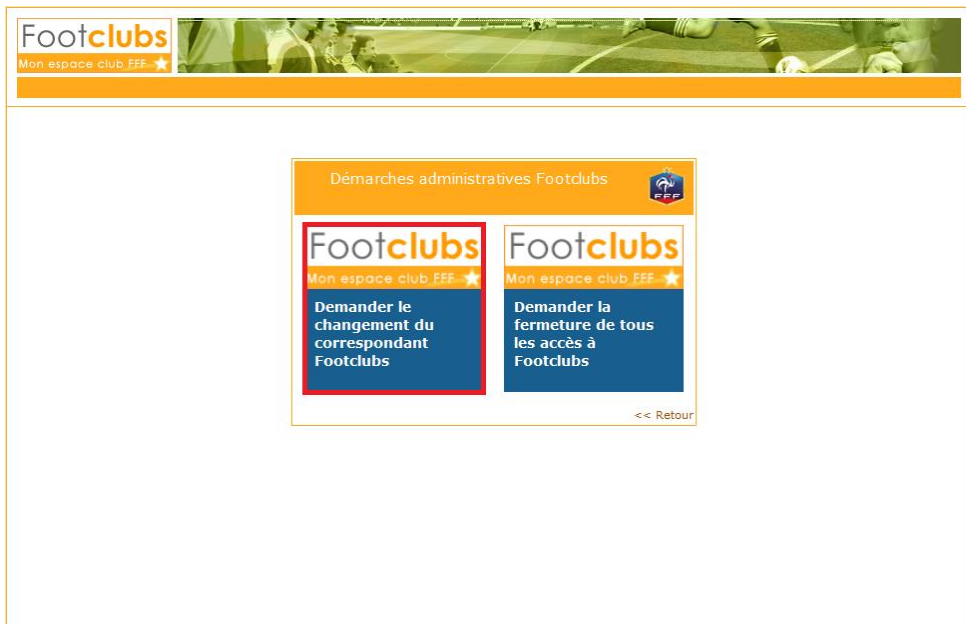 Footclubs
Mon espace club FFF
Démarches administratives Footclubs
FFF
Footclubs
Mon espace club FFF
Demander le
changement du
correspondant
Footclubs
Footclubs
Mon espace club FFF
Demander la
fermeture de tous
les accès à
Footclubs
<< Retour